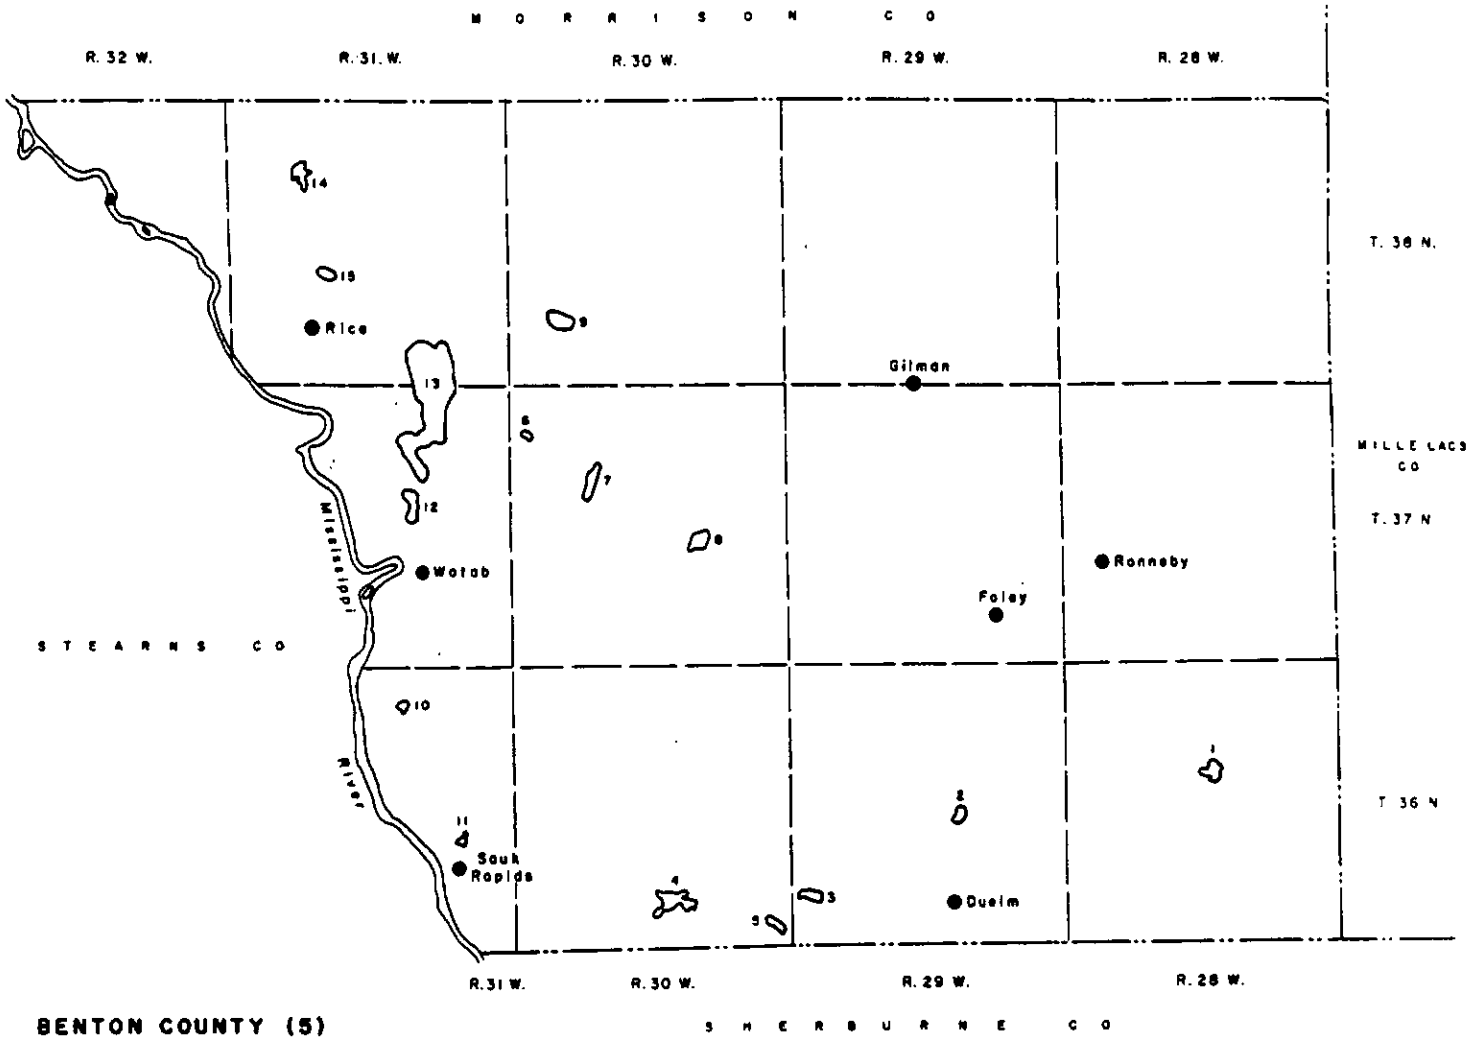 MORRISON CO
R. 32 W. R. 31. W. R. 30 W. R. 29 W. R. 28 W.
14
T. 38 N.
15
Rice
9
13
Gilman
6
MILLE LACS
CO
7
12
T. 37 N
8
Watab
Ronneby
Mississippi
Foley
STEARNS CO
10
1
River
2
T 36 N
11
Sauk
Rapids
4
3
Duelm
5
R. 31 W. R. 30 W. R. 29 W. R. 28 W.
BENTON COUNTY (5)
SHERBURNE CO